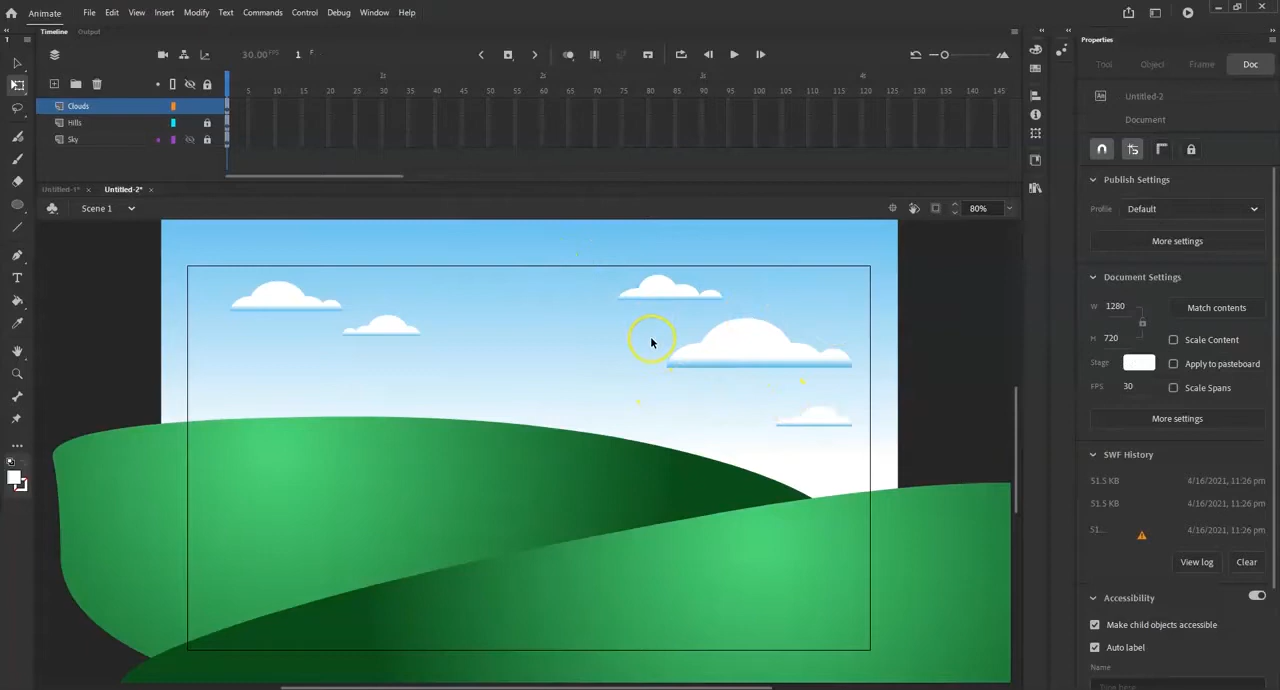 Animate File Edit View Insert Modify Text Commands Control Debug Window Help
Timeline Output
Properties
30.00 FPS 1 F
Tool Object Frame Doc
1s 2s 3s 4s
5 10 15 20 25 30 35 40 45 50 55 60 65 70 75 80 85 90 95 100 105 110 115 120 125 130 135 140 145
Clouds
Hills
Sky
Untitled-2
Document
Untitled-1* × Untitled-2* ×
Scene 1 80%
Publish Settings
Profile Default
More settings
Document Settings
W 1280 Match contents
H 720 Scale Content
Stage Apply to pasteboard
FPS 30 Scale Spans
More settings
SWF History
51.5 KB 4/16/2021, 11:26 pm
51.5 KB 4/16/2021, 11:26 pm
51... 4/16/2021, 11:26 pm
View log Clear
Accessibility
Make child objects accessible
Auto label
Name